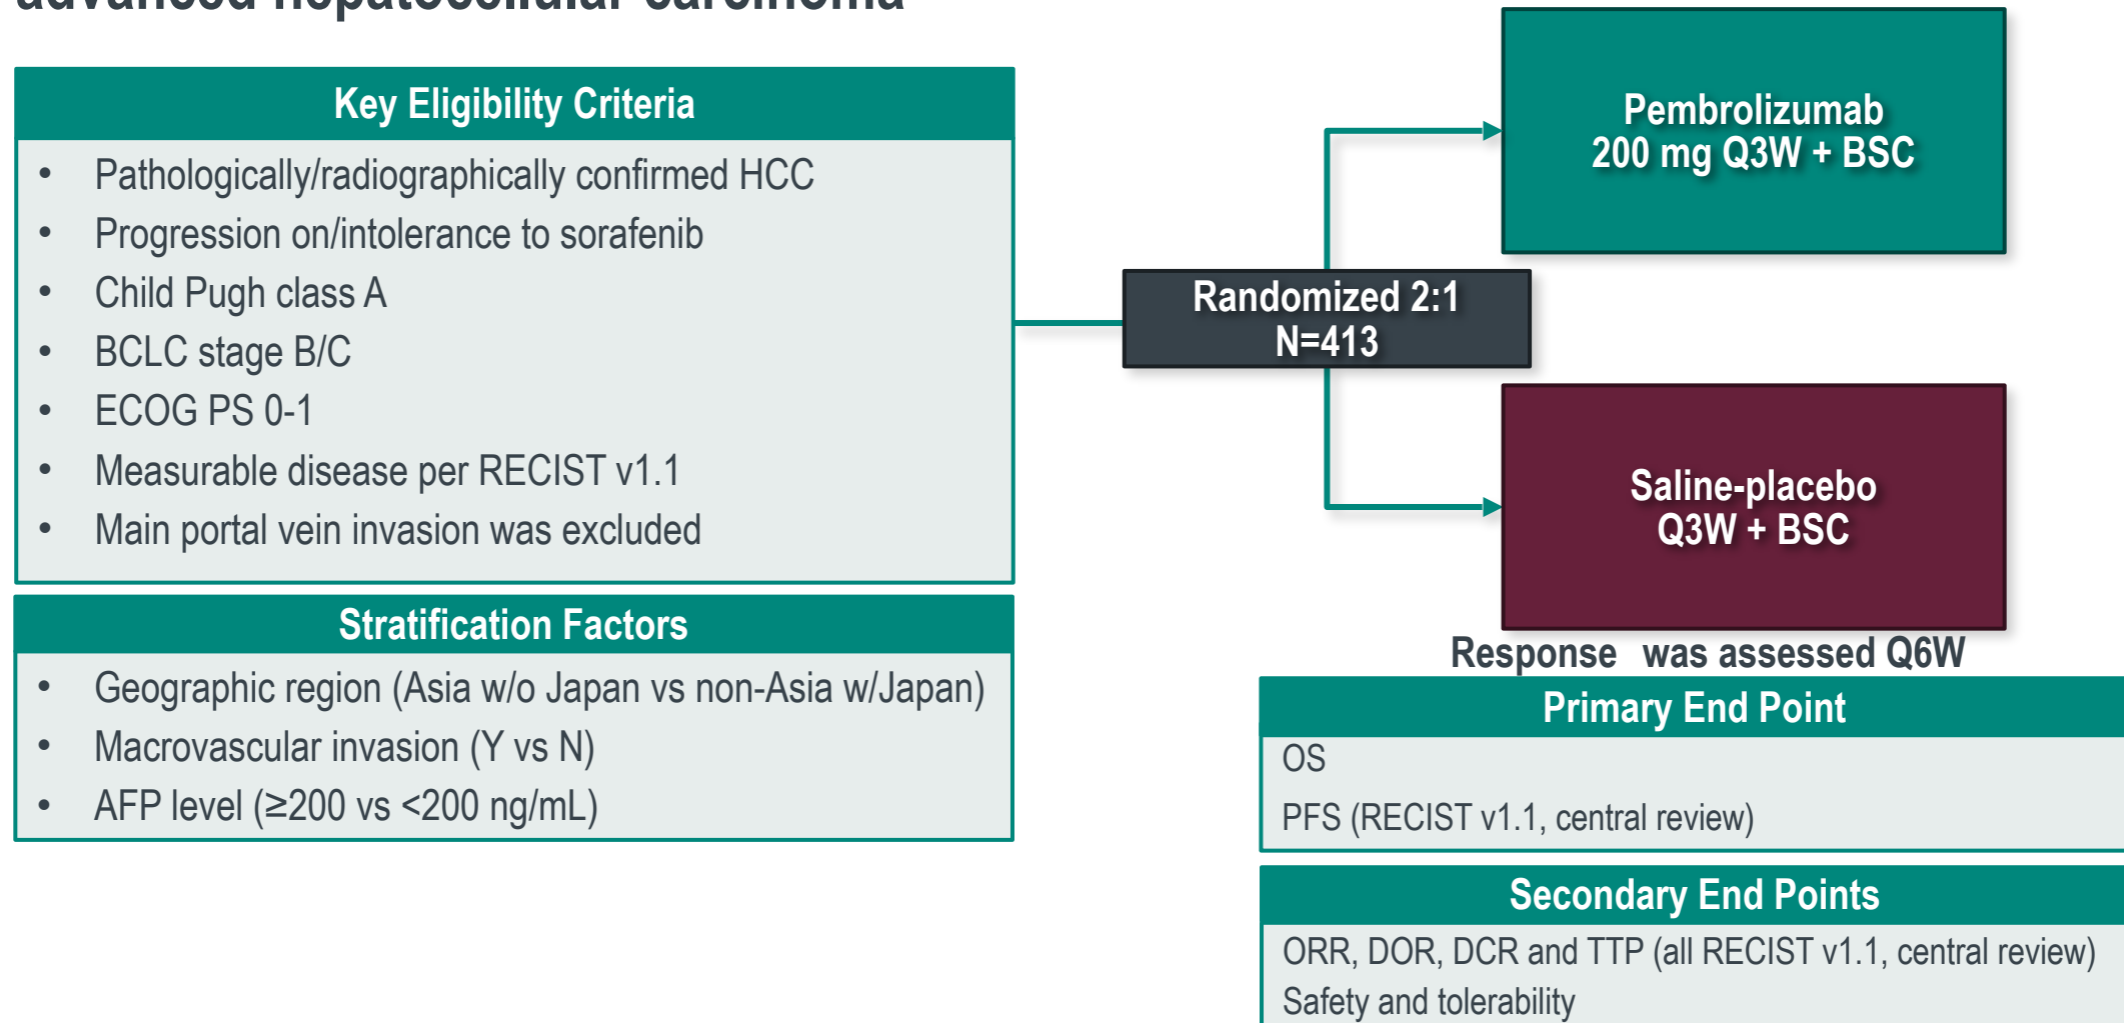 advanced hepatocellular carcinoma
Key Eligibility Criteria
• Pathologically/radiographically confirmed HCC
• Progression on/intolerance to sorafenib
• Child Pugh class A
• BCLC stage B/C
• ECOG PS 0-1
• Measurable disease per RECIST v1.1
• Main portal vein invasion was excluded
Stratification Factors
• Geographic region (Asia w/o Japan vs non-Asia w/Japan)
• Macrovascular invasion (Y vs N)
• AFP level (≥200 vs <200 ng/mL)
Randomized 2:1
N=413
Pembrolizumab
200 mg Q3W + BSC
Saline-placebo
Q3W + BSC
Response was assessed Q6W
Primary End Point
OS
PFS (RECIST v1.1, central review)
Secondary End Points
ORR, DOR, DCR and TTP (all RECIST v1.1, central review)
Safety and tolerability